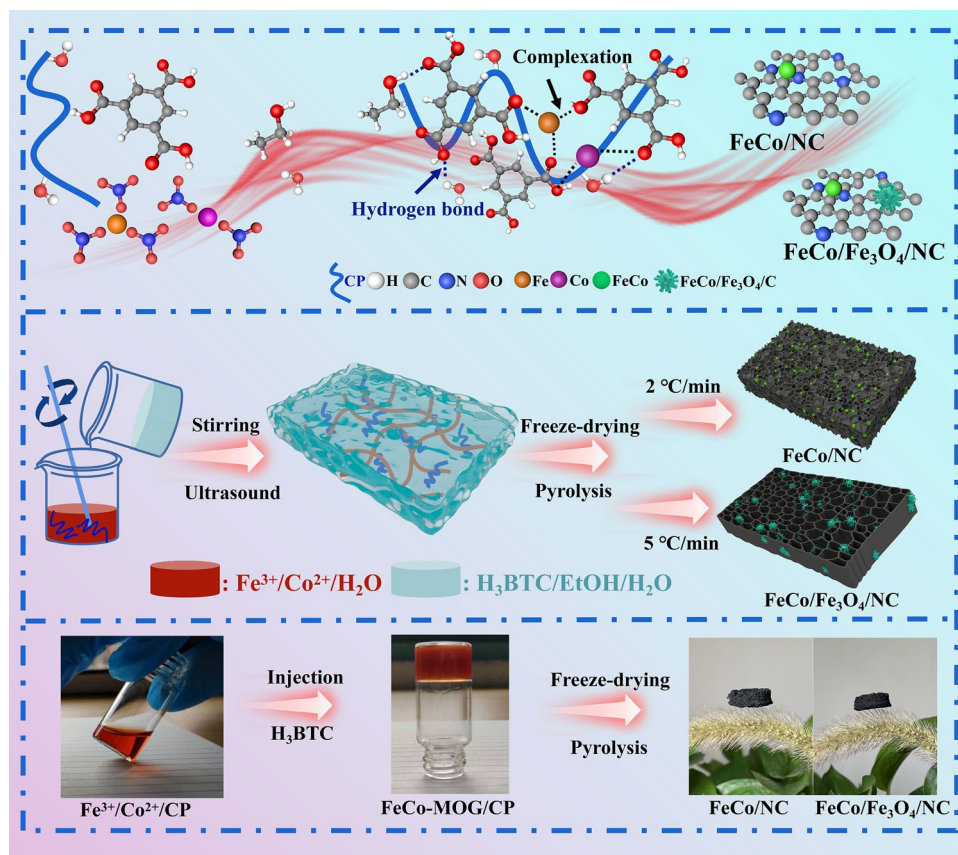 Complexation
FeCo/NC
Hydrogen bond
FeCo/Fe₃O₄/NC
CP H C N O Fe Co FeCo FeCo/Fe₃O₄/C
2 °C/min
Stirring
Freeze-drying
FeCo/NC
Ultrasound
Pyrolysis
5 °C/min
: Fe³⁺/Co²⁺/H₂O
: H₃BTC/EtOH/H₂O
FeCo/Fe₃O₄/NC
Injection
Freeze-drying
H₃BTC
Pyrolysis
Fe³⁺/Co²⁺/CP
FeCo-MOG/CP
FeCo/NC
FeCo/Fe₃O₄/NC